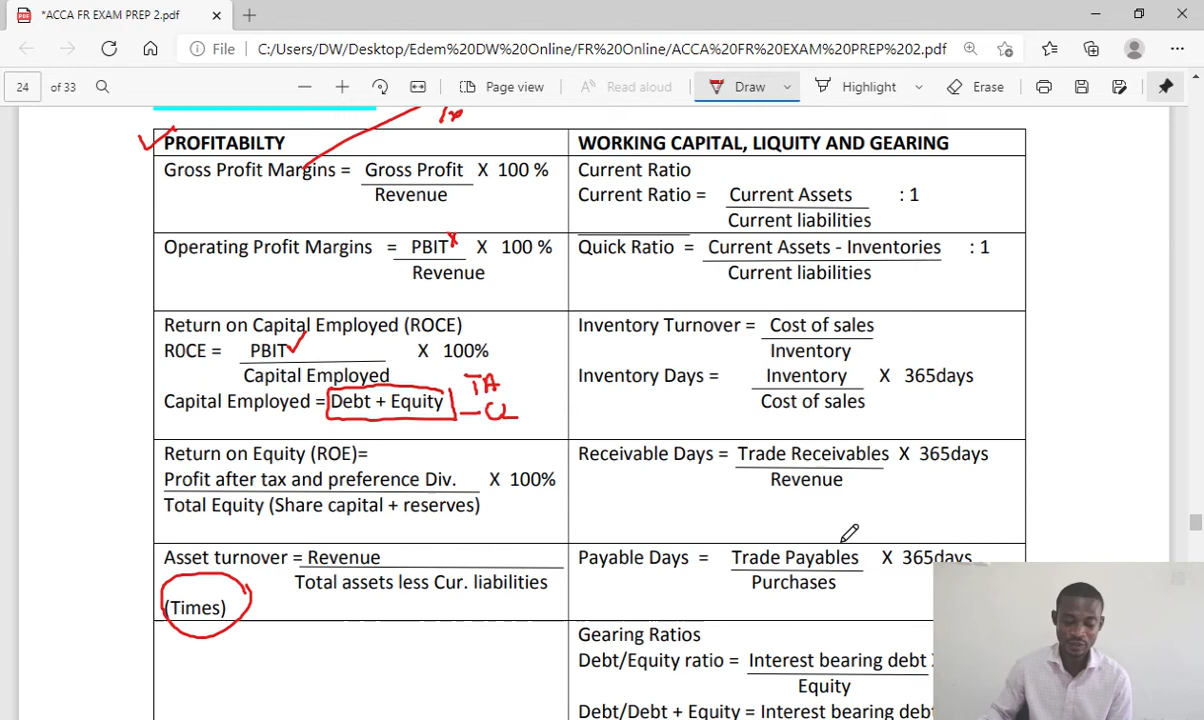 *ACCA FR EXAM PREP 2.pdf
File
C:/Users/DW/Desktop/Edem%20DW%20Online/FR%20Online/ACCA%20FR%20EXAM%20PREP%202.pdf
24 of 33
Page view
Read aloud
Draw
Highlight
Erase
PROFITABILTY
Gross Profit Margins = Gross Profit X 100 %
Revenue
Operating Profit Margins = PBIT X 100 %
Revenue
Return on Capital Employed (ROCE)
R0CE = PBIT X 100%
Capital Employed
TA
Capital Employed = Debt + Equity
- CL
Return on Equity (ROE)=
Profit after tax and preference Div. X 100%
Total Equity (Share capital + reserves)
Asset turnover = Revenue
Total assets less Cur. liabilities
(Times)
WORKING CAPITAL, LIQUITY AND GEARING
Current Ratio
Current Ratio = Current Assets : 1
Current liabilities
Quick Ratio = Current Assets - Inventories : 1
Current liabilities
Inventory Turnover = Cost of sales
Inventory
Inventory Days = Inventory X 365days
Cost of sales
Receivable Days = Trade Receivables X 365days
Revenue
Payable Days = Trade Payables X 365days
Purchases
Gearing Ratios
Debt/Equity ratio = Interest bearing debt
Equity
Debt/Debt + Equity = Interest bearing debt